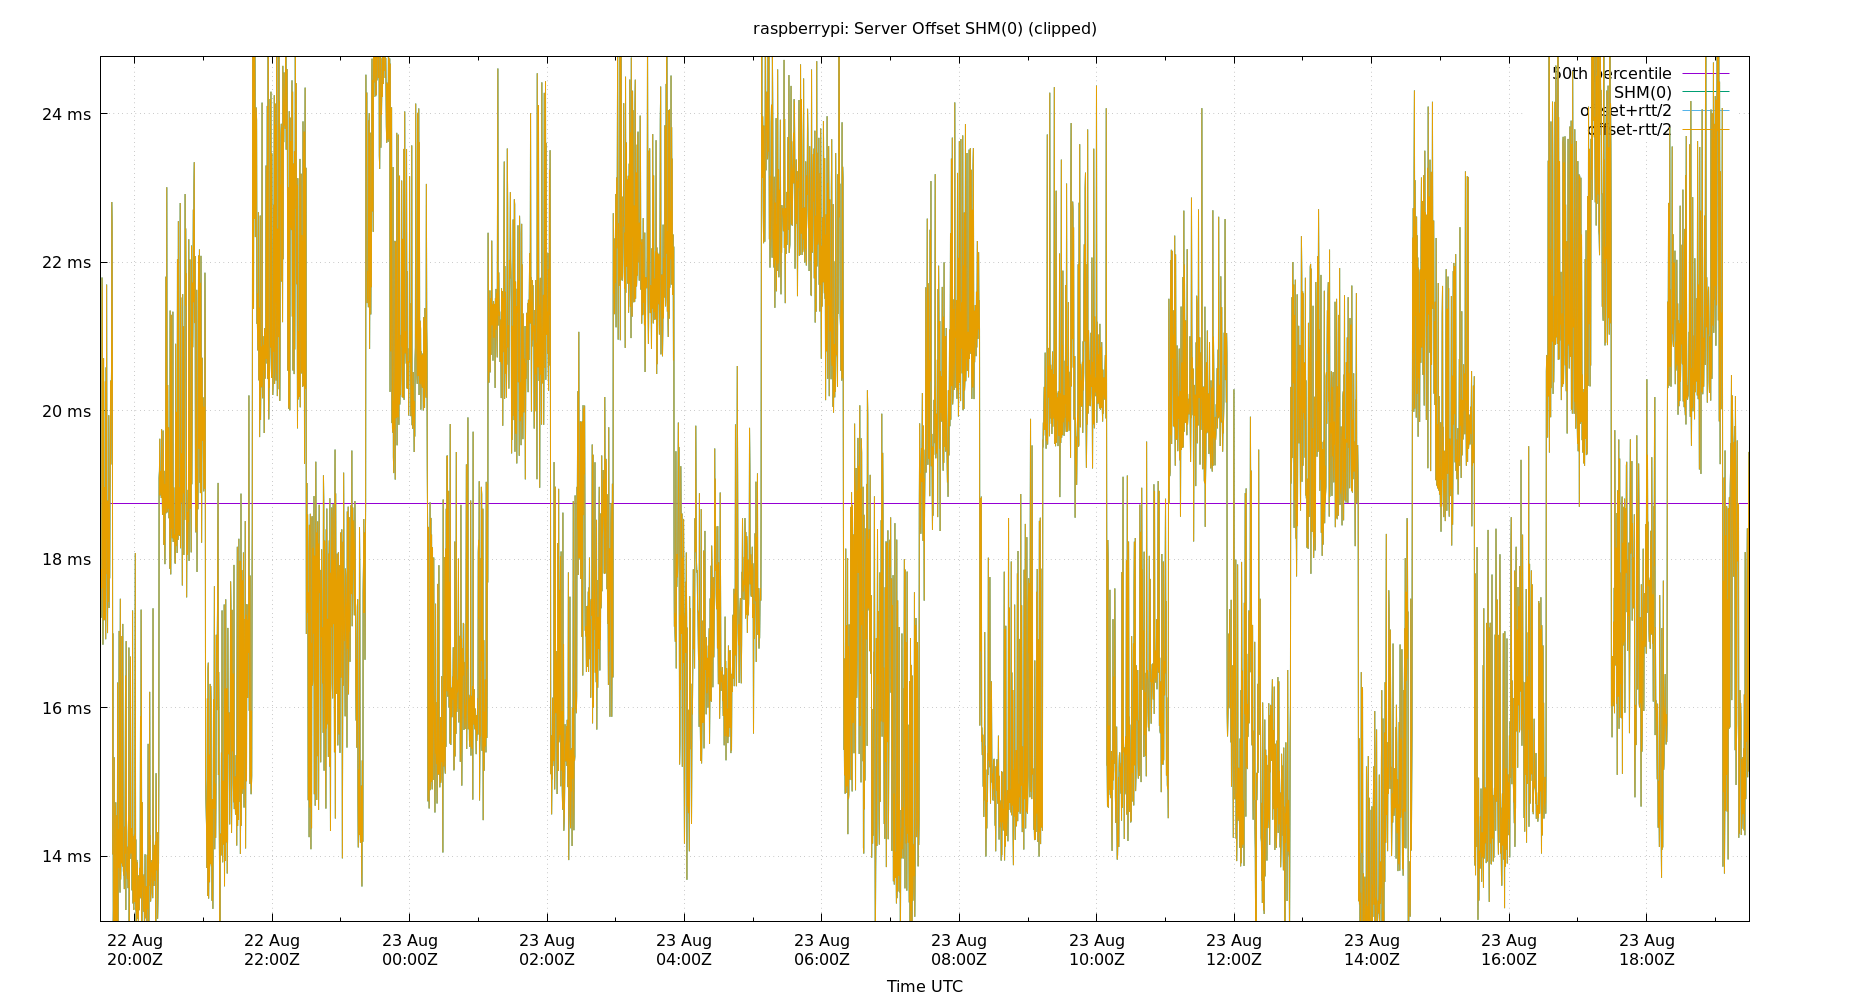 raspberrypi: Server Offset SHM(0) (clipped)
50th percentile
SHM(0)
offset+rtt/2
offset-rtt/2
24 ms
22 ms
20 ms
18 ms
16 ms
14 ms
22 Aug 22 Aug 23 Aug 23 Aug 23 Aug 23 Aug 23 Aug 23 Aug 23 Aug 23 Aug 23 Aug 23 Aug
20:00Z 22:00Z 00:00Z 02:00Z 04:00Z 06:00Z 08:00Z 10:00Z 12:00Z 14:00Z 16:00Z 18:00Z
Time UTC